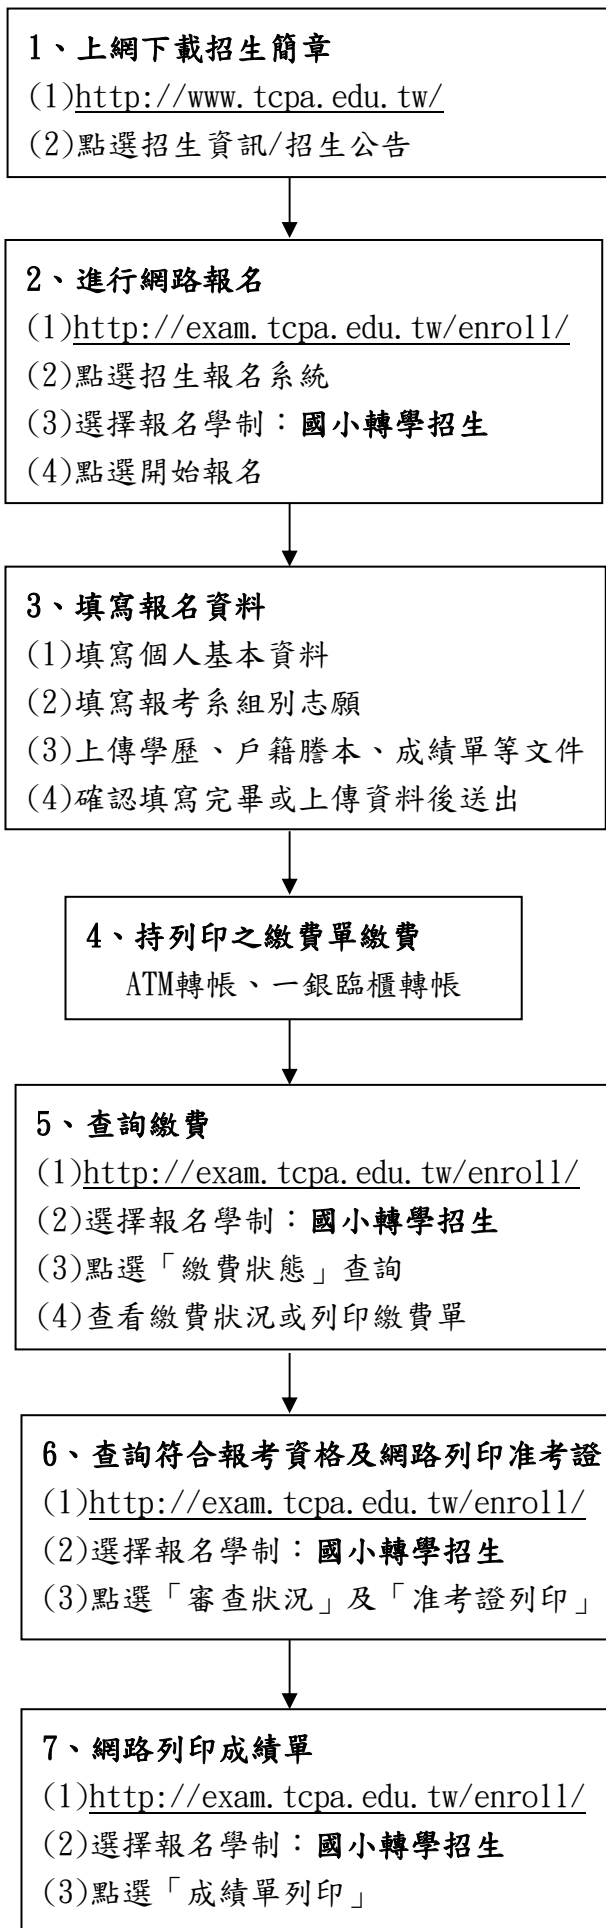 1、上網下載招生簡章
(1)http://www.tcpa.edu.tw/
(2)點選招生資訊/招生公告
2、進行網路報名
(1)http://exam.tcpa.edu.tw/enroll/
(2)點選招生報名系統
(3)選擇報名學制：國小轉學招生
(4)點選開始報名
3、填寫報名資料
(1)填寫個人基本資料
(2)填寫報考系組別志願
(3)上傳學歷、戶籍謄本、成績單等文件
(4)確認填寫完畢或上傳資料後送出
4、持列印之繳費單繳費
ATM轉帳、一銀臨櫃轉帳
5、查詢繳費
(1)http://exam.tcpa.edu.tw/enroll/
(2)選擇報名學制：國小轉學招生
(3)點選「繳費狀態」查詢
(4)查看繳費狀況或列印繳費單
6、查詢符合報考資格及網路列印准考證
(1)http://exam.tcpa.edu.tw/enroll/
(2)選擇報名學制：國小轉學招生
(3)點選「審查狀況」及「准考證列印」
7、網路列印成績單
(1)http://exam.tcpa.edu.tw/enroll/
(2)選擇報名學制：國小轉學招生
(3)點選「成績單列印」